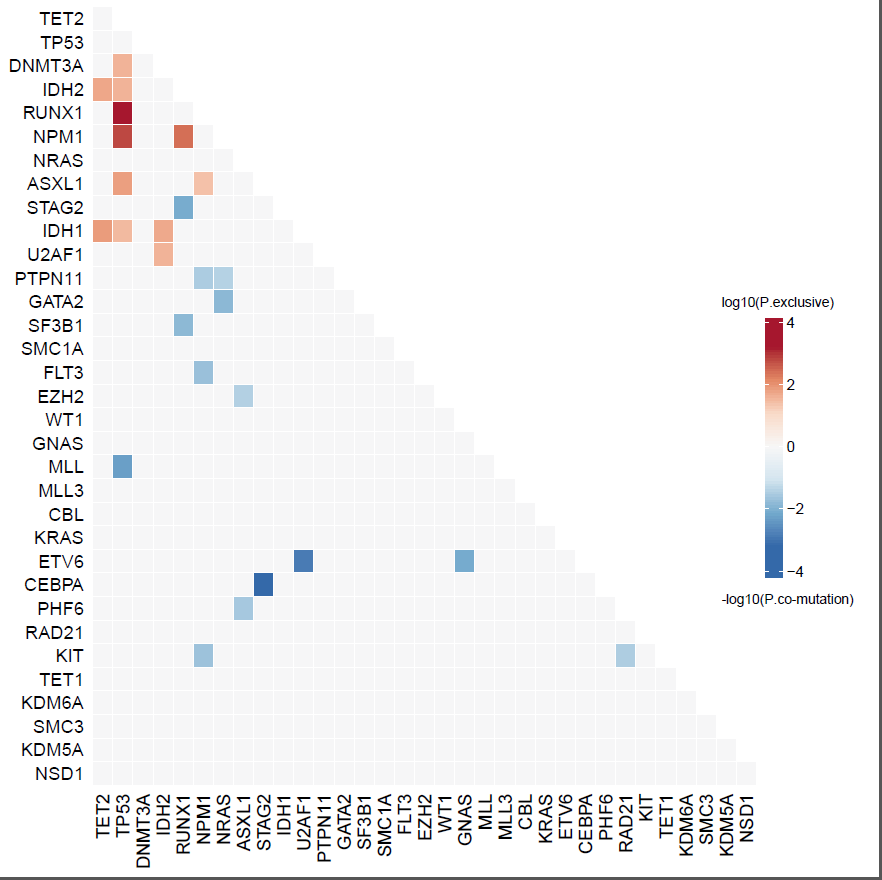 TET2
TP53
DNMT3A
IDH2
RUNX1
NPM1
NRAS
ASXL1
STAG2
IDH1
U2AF1
PTPN11
GATA2
SF3B1
SMC1A
FLT3
EZH2
WT1
GNAS
MLL
MLL3
CBL
KRAS
ETV6
CEBPA
PHF6
RAD21
KIT
TET1
KDM6A
SMC3
KDM5A
NSD1
TET2
TP53
DNMT3A
IDH2
RUNX1
NPM1
NRAS
ASXL1
STAG2
IDH1
U2AF1
PTPN11
GATA2
SF3B1
SMC1A
FLT3
EZH2
WT1
GNAS
MLL
MLL3
CBL
KRAS
ETV6
CEBPA
PHF6
RAD21
KIT
TET1
KDM6A
SMC3
KDM5A
NSD1
log10(P.exclusive)
4
2
0
−2
−4
-log10(P.co-mutation)